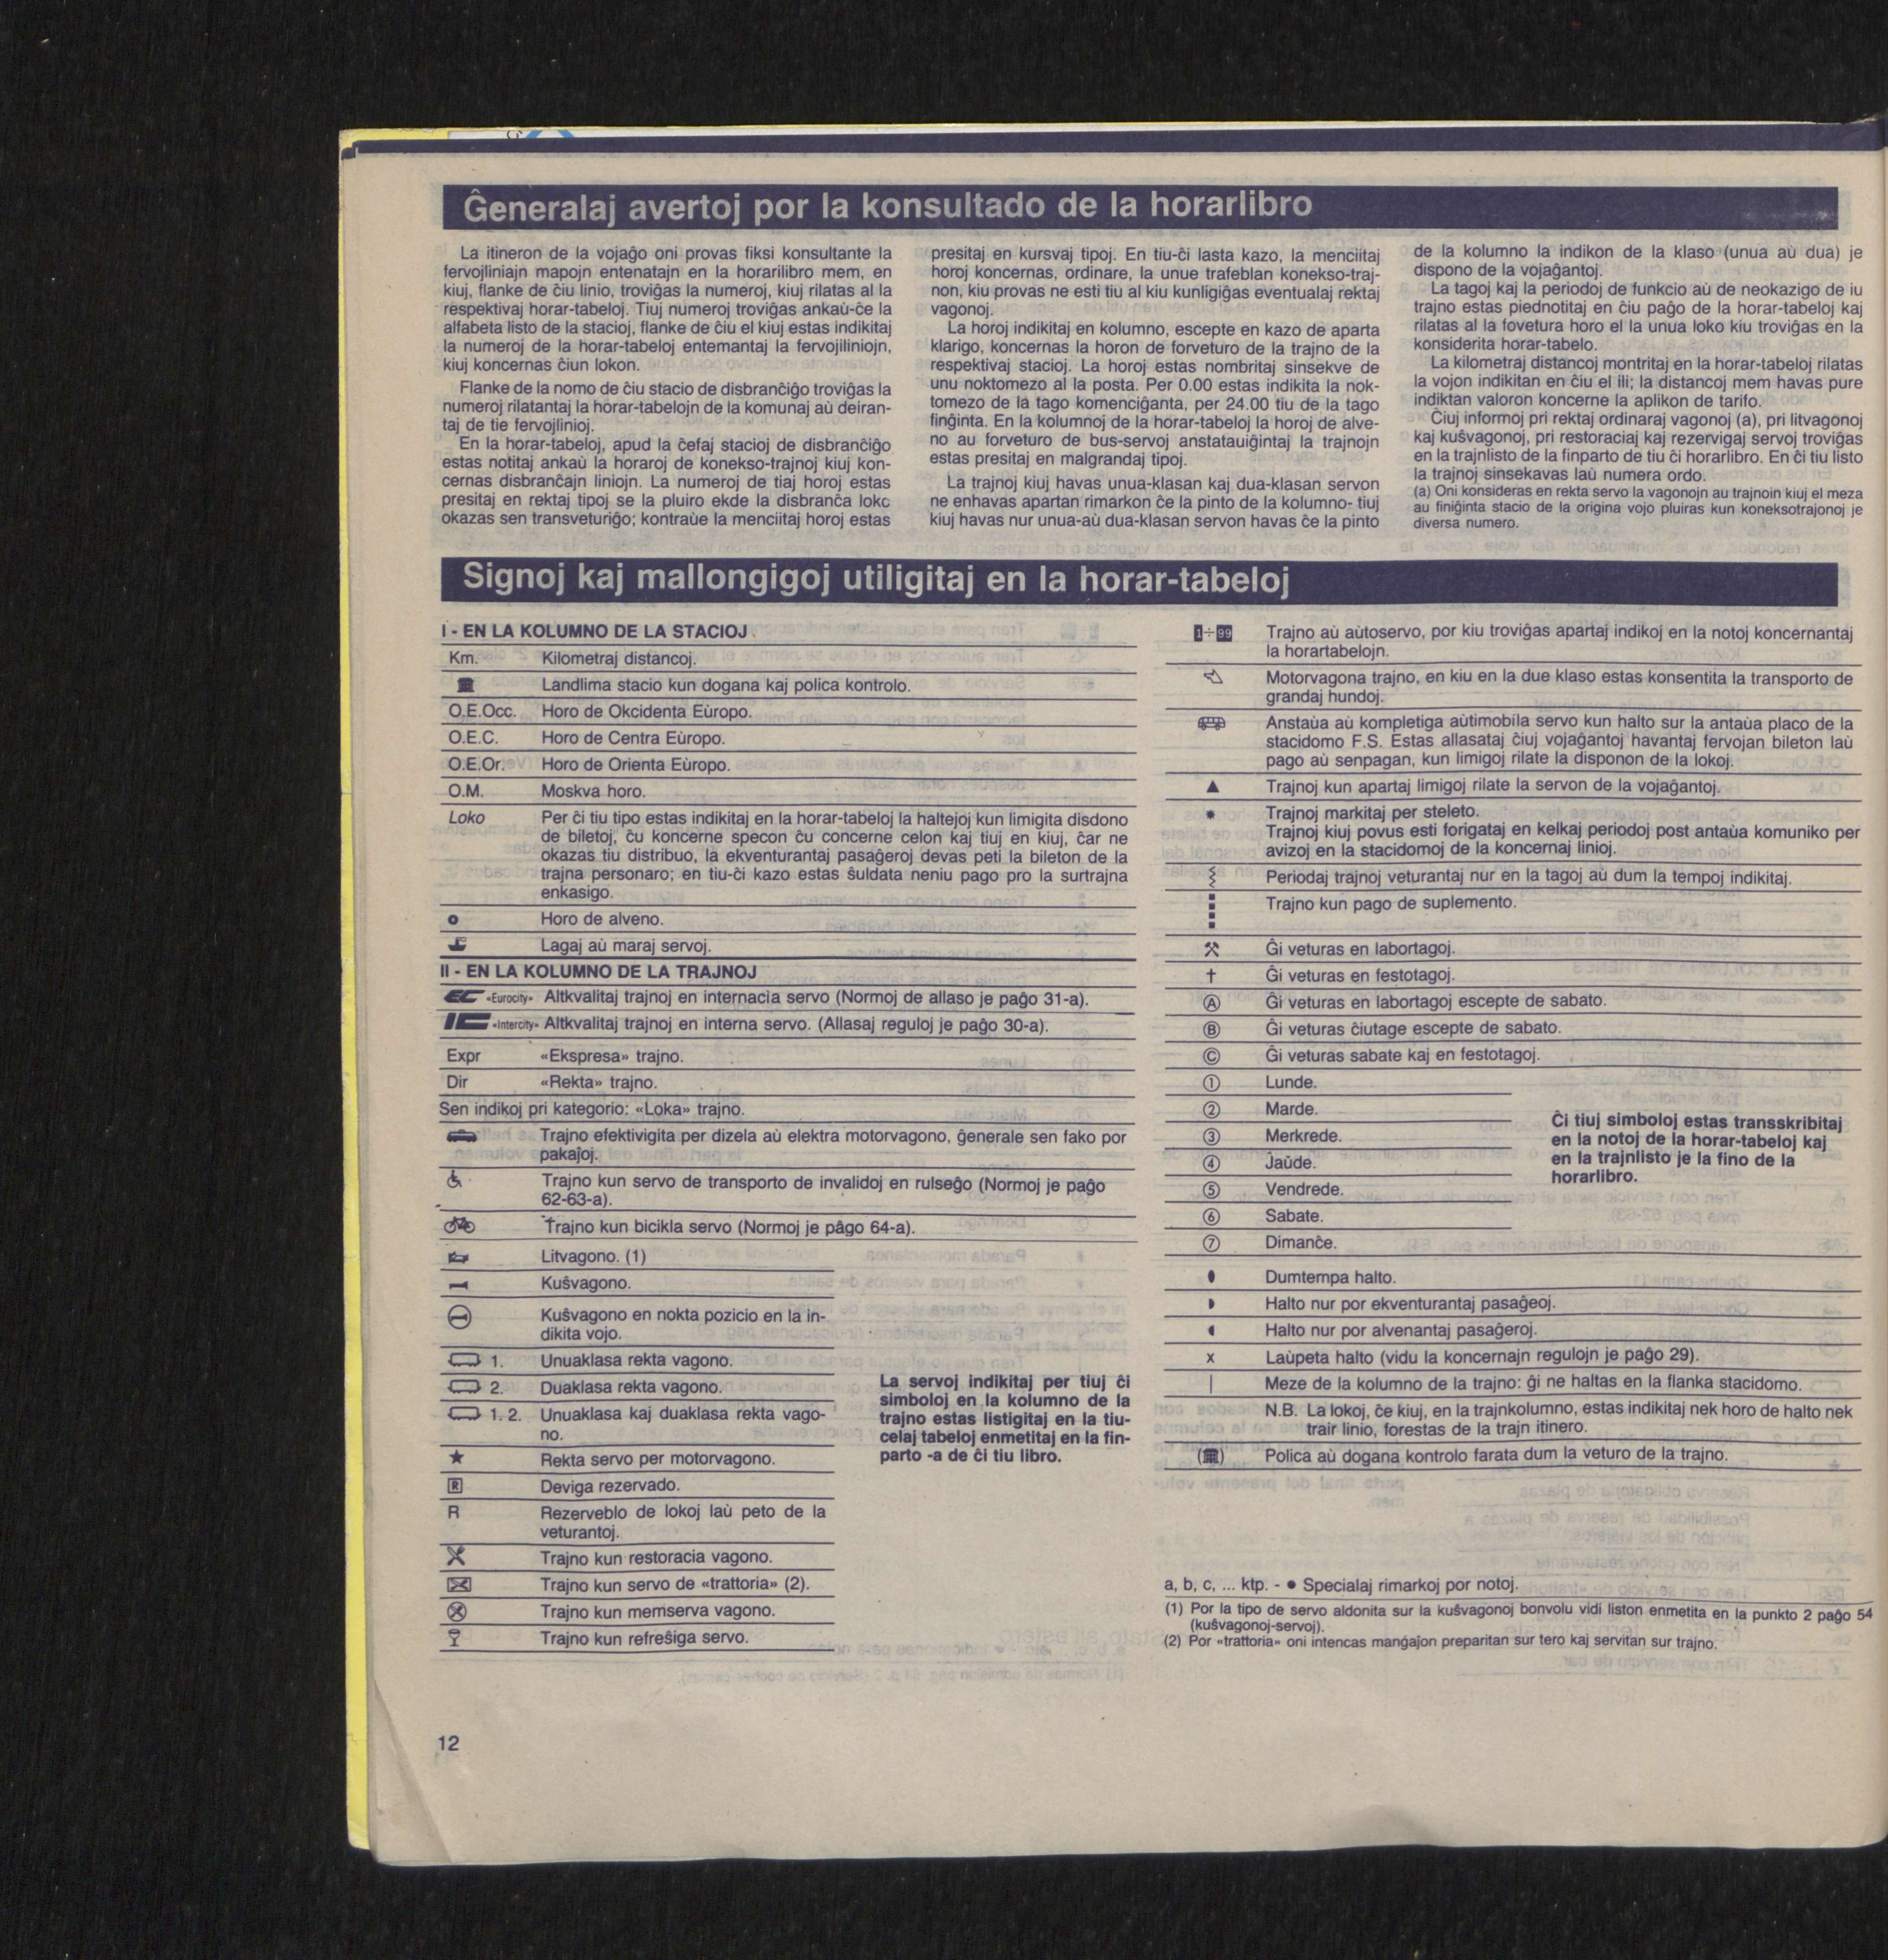 Ĝeneralaj avertoj por la konsultado de la horarlibro
La itineron de la vojaĝo oni provas fiksi konsultante la
fervojliniajn mapojn entenatajn en la horarilibro mem, en
kiuj, flanke de ĉiu linio, troviĝas la numeroj, kiuj rilatas al la
respektivaj horar-tabeloj. Tiuj numeroj troviĝas ankaù-ĉe la
alfabeta listo de la stacioj, flanke de ĉiu el kiuj estas indikitaj
la numeroj de la horar-tabeloj entemantaj la fervojiliniojn,
kiuj koncernas ĉiun lokon.
Flanke de la nomo de ĉiu stacio de disbranĉiĝo troviĝas la
numeroj rilatantaj la horar-tabelojn de la komunaj aù deiran-
taj de tie fervojlinioj.
En la horar-tabeloj, apud la ĉefaj stacioj de disbranĉiĝo
estas notitaj ankaù la horaroj de konekso-trajnoj kiuj kon-
cernas disbranĉajn liniojn. La numeroj de tiaj horoj estas
presitaj en rektaj tipoj se la pluiro ekde la disbranĉa loko
okazas sen transveturiĝo; kontraùe la menciitaj horoj estas
presitaj en kursvaj tipoj. En tiu-ĉi lasta kazo, la menciitaj
horoj koncernas, ordinare, la unue trafeblan konekso-traj-
non, kiu provas ne esti tiu al kiu kunligiĝas eventualaj rektaj
vagonoj.
La horoj indikitaj en kolumno, escepte en kazo de aparta
klarigo, koncernas la horon de forveturo de la trajno de la
respektivaj stacioj. La horoj estas nombritaj sinsekve de
unu noktomezo al la posta. Per 0.00 estas indikita la nok-
tomezo de la tago komenciĝanta, per 24.00 tiu de la tago
finĝinta. En la kolumnoj de la horar-tabeloj la horoj de alve-
no au forveturo de bus-servoj anstatauiĝintaj la trajnojn
estas presitaj en malgrandaj tipoj.
La trajnoj kiuj havas unua-klasan kaj dua-klasan servon
ne enhavas apartan rimarkon ĉe la pinto de la kolumno- tiuj
kiuj havas nur unua-aù dua-klasan servon havas ĉe la pinto
de la kolumno la indikon de la klaso (unua aù dua) je
dispono de la vojaĝantoj.
La tagoj kaj la periodoj de funkcio aù de neokazigo de iu
trajno estas piednotitaj en ĉiu paĝo de la horar-tabeloj kaj
rilatas al la fovetura horo el la unua loko kiu troviĝas en la
konsiderita horar-tabelo.
La kilometraj distancoj montritaj en la horar-tabeloj rilatas
la vojon indikitan en ĉiu el ili; la distancoj mem havas pure
indiktan valoron koncerne la aplikon de tarifo.
Ĉiuj informoj pri rektaj ordinaraj vagonoj (a), pri litvagonoj
kaj kuŝvagonoj, pri restoraciaj kaj rezervigaj servoj troviĝas
en la trajnlisto de la finparto de tiu ĉi horarlibro. En ĉi tiu listo
la trajnoj sinsekavas laù numera ordo.
(a) Oni konsideras en rekta servo la vagonojn au trajnoin kiuj el meza
au finiĝinta stacio de la origina vojo pluiras kun koneksotrajonoj je
diversa numero.
Signoj kaj mallongigoj utiligitaj en la horar-tabeloj
I - EN LA KOLUMNO DE LA STACIOJ
Km. Kilometraj distancoj.
Landlima stacio kun dogana kaj polica kontrolo.
O.E.Occ. Horo de Okcidenta Eùropo.
O.E.C. Horo de Centra Eùropo.
O.E.Or. Horo de Orienta Eùropo.
O.M. Moskva horo.
Loko Per ĉi tiu tipo estas indikitaj en la horar-tabeloj la haltejoj kun limigita disdono
de biletoj, ĉu koncerne specon ĉu concerne celon kaj tiuj en kiuj, ĉar ne
okazas tiu distribuo, la ekventurantaj pasaĝeroj devas peti la bileton de la
trajna personaro; en tiu-ĉi kazo estas ŝuldata neniu pago pro la surtrajna
enkasigo.
Horo de alveno.
Lagaj aù maraj servoj.
II - EN LA KOLUMNO DE LA TRAJNOJ
EC «Eurocity» Altkvalitaj trajnoj en internacia servo (Normoj de allaso je paĝo 31-a).
IC «Intercity» Altkvalitaj trajnoj en interna servo. (Allasaj reguloj je paĝo 30-a).
Expr «Ekspresa» trajno.
Dir «Rekta» trajno.
Sen indikoj pri kategorio: «Loka» trajno.
Trajno efektivigita per dizela aù elektra motorvagono, ĝenerale sen fako por
pakaĵoj.
Trajno kun servo de transporto de invalidoj en rulseĝo (Normoj je paĝo
62-63-a).
Trajno kun bicikla servo (Normoj je pâgo 64-a).
Litvagono. (1)
Kuŝvagono.
Kuŝvagono en nokta pozicio en la in-
dikita vojo.
1. Unuaklasa rekta vagono.
2. Duaklasa rekta vagono.
1. 2. Unuaklasa kaj duaklasa rekta vago-
no.
★ Rekta servo per motorvagono.
R Deviga rezervado.
R Rezerveblo de lokoj laù peto de la
veturantoj.
Trajno kun restoracia vagono.
Trajno kun servo de «trattoria» (2).
Trajno kun memserva vagono.
Trajno kun refreŝiga servo.
La servoj indikitaj per tiuj ĉi
simboloj en la kolumno de la
trajno estas listigitaj en la tiu-
celaj tabeloj enmetitaj en la fin-
parto -a de ĉi tiu libro.
1÷99 Trajno aù aùtoservo, por kiu troviĝas apartaj indikoj en la notoj koncernantaj
la horartabelojn.
Motorvagona trajno, en kiu en la due klaso estas konsentita la transporto de
grandaj hundoj.
Anstaùa aù kompletiga aùtimobíla servo kun halto sur la antaùa placo de la
stacidomo F.S. Estas allasataj ĉiuj vojaĝantoj havantaj fervojan bileton laù
pago aù senpagan, kun limigoj rilate la disponon de la lokoj.
▲ Trajnoj kun apartaj limigoj rilate la servon de la vojaĝantoj.
* Trajnoj markitaj per steleto.
Trajnoj kiuj povus esti forigataj en kelkaj periodoj post antaùa komuniko per
avizoj en la stacidomoj de la koncernaj linioj.
Periodaj trajnoj veturantaj nur en la tagoj aù dum la tempoj indikitaj.
Trajno kun pago de suplemento.
⚒ Ĝi veturas en labortagoj.
† Ĝi veturas en festotagoj.
Ⓐ Ĝi veturas en labortagoj escepte de sabato.
Ⓑ Ĝi veturas ĉiutage escepte de sabato.
Ⓒ Ĝi veturas sabate kaj en festotagoj.
① Lunde.
② Marde.
③ Merkrede.
④ Ĵaŭde.
⑤ Vendrede.
⑥ Sabate.
⑦ Dimanĉe.
Ĉi tiuj simboloj estas transskribitaj
en la notoj de la horar-tabeloj kaj
en la trajnlisto je la fino de la
horarlibro.
Dumtempa halto.
Halto nur por ekventurantaj pasaĝeoj.
Halto nur por alvenantaj pasaĝeroj.
x Laùpeta halto (vidu la koncernajn regulojn je paĝo 29).
| Meze de la kolumno de la trajno: ĝi ne haltas en la flanka stacidomo.
N.B. La lokoj, ĉe kiuj, en la trajnkolumno, estas indikitaj nek horo de halto nek
trair linio, forestas de la trajn itinero.
Polica aù dogana kontrolo farata dum la veturo de la trajno.
a, b, c, ... ktp. - ● Specialaj rimarkoj por notoj.
(1) Por la tipo de servo aldonita sur la kuŝvagonoj bonvolu vidi liston enmetita en la punkto 2 paĝo 54
(kuŝvagonoj-servoj).
(2) Por «trattoria» oni intencas manĝaĵon preparitan sur tero kaj servitan sur trajno.
12